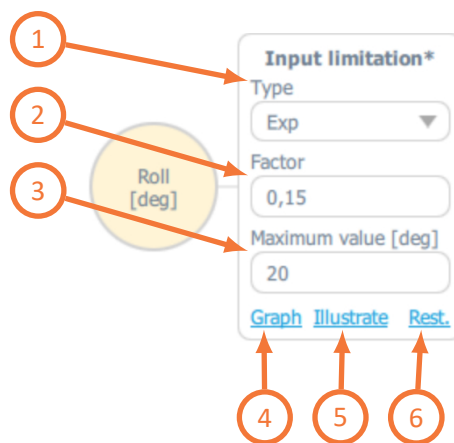 1
Input limitation*
Type
2
Exp
Factor
3
Roll
[deg]
0,15
Maximum value [deg]
20
Graph Illustrate Rest.
4 5 6